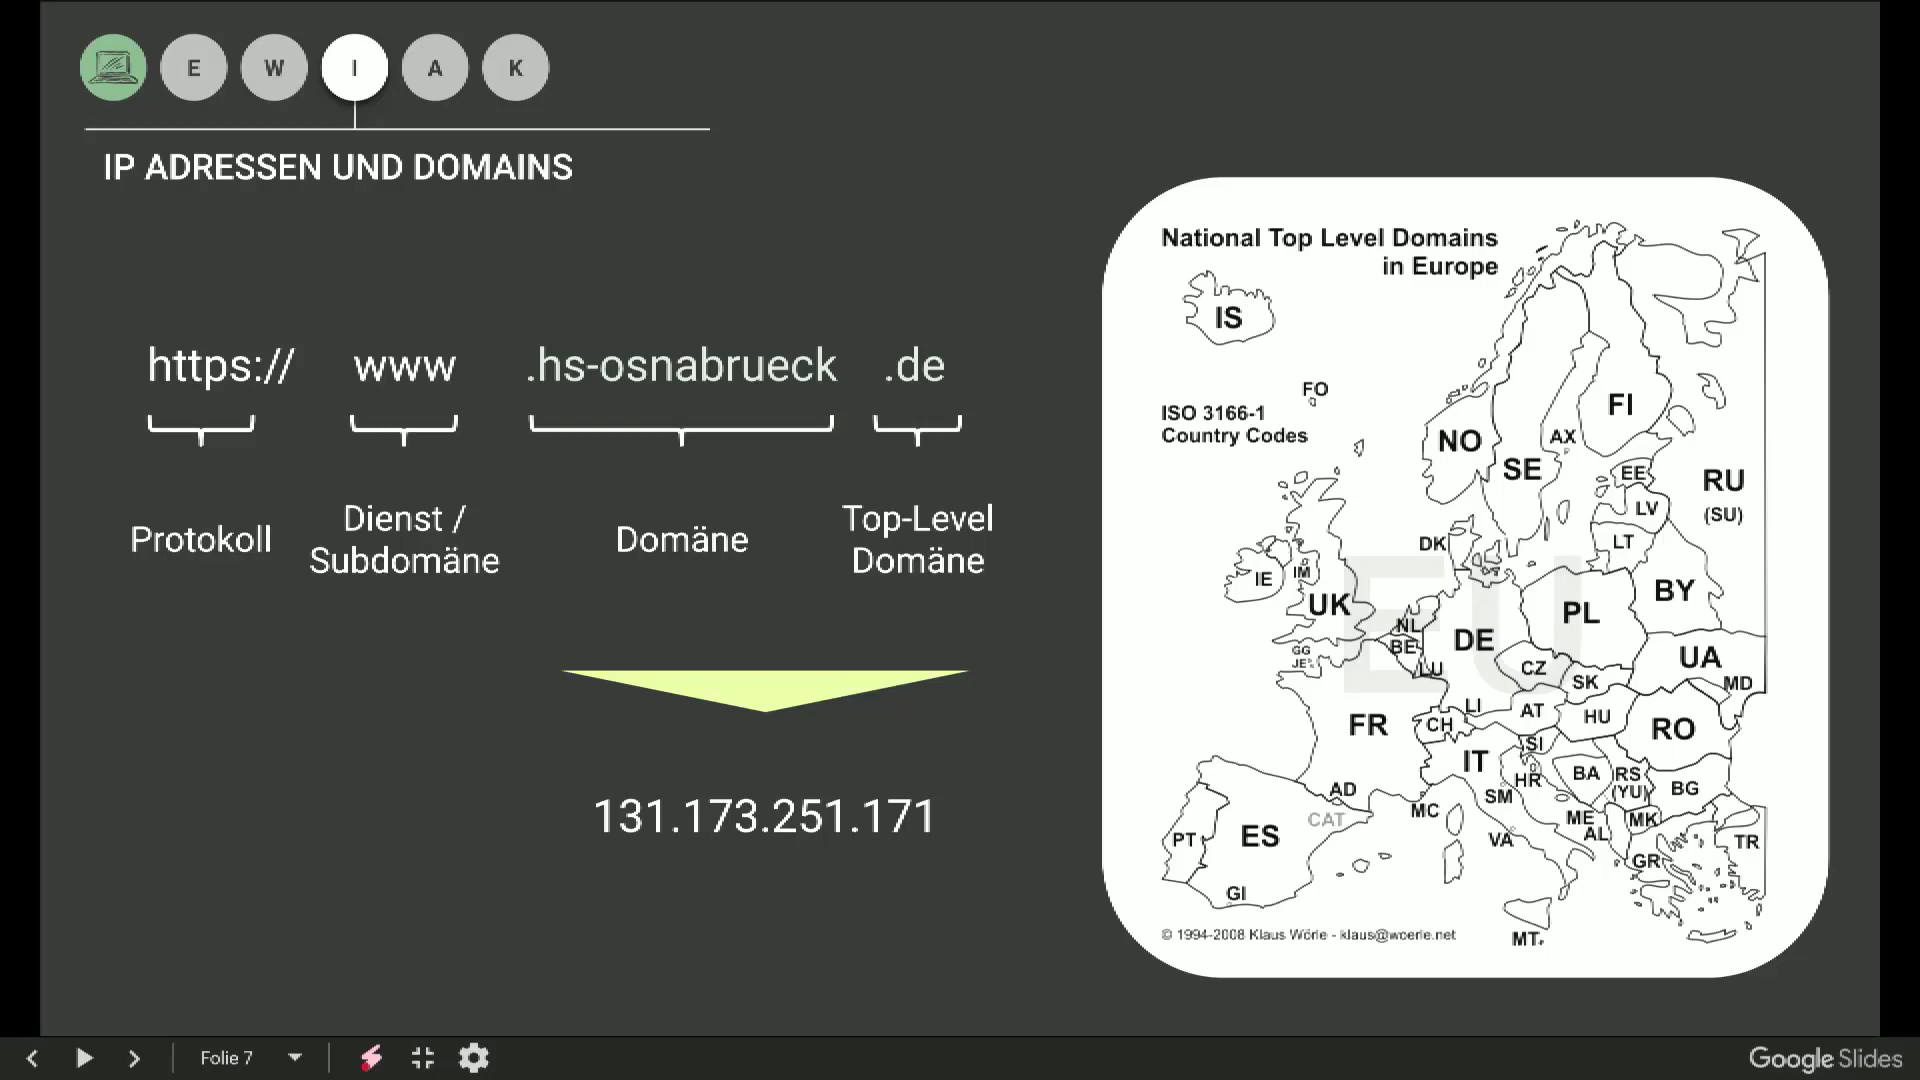 E W I A K
IP ADRESSEN UND DOMAINS
https:// www .hs-osnabrueck .de
Protokoll
Dienst /
Subdomäne
Domäne
Top-Level
Domäne
131.173.251.171
National Top Level Domains
in Europe
IS
FO
ISO 3166-1
Country Codes
FI
NO
AX
SE
EE
RU
(SU)
LV
LT
DK
IE
IM
EU
BY
UK
PL
NL
DE
BE
GG
JE
LU
CZ
UA
SK
MD
LI
AT
HU
FR
CH
RO
SI
IT
HR
BA
RS
(YU)
BG
AD
SM
MC
CAT
ME
MK
AL
PT
ES
VA
TR
GR
GI
© 1994-2008 Klaus Wörle - klaus@woerle.net
MT
Folie 7
Google Slides